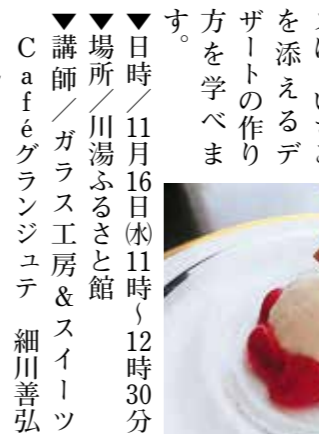 を添えるデ
ザートの作り
方を学べま
す。
▼日時／11月16日㈬11時～12時30分
▼場所／川湯ふるさと館
▼講師／ガラス工房＆スイーツ
Caféグランジュテ　細川善弘